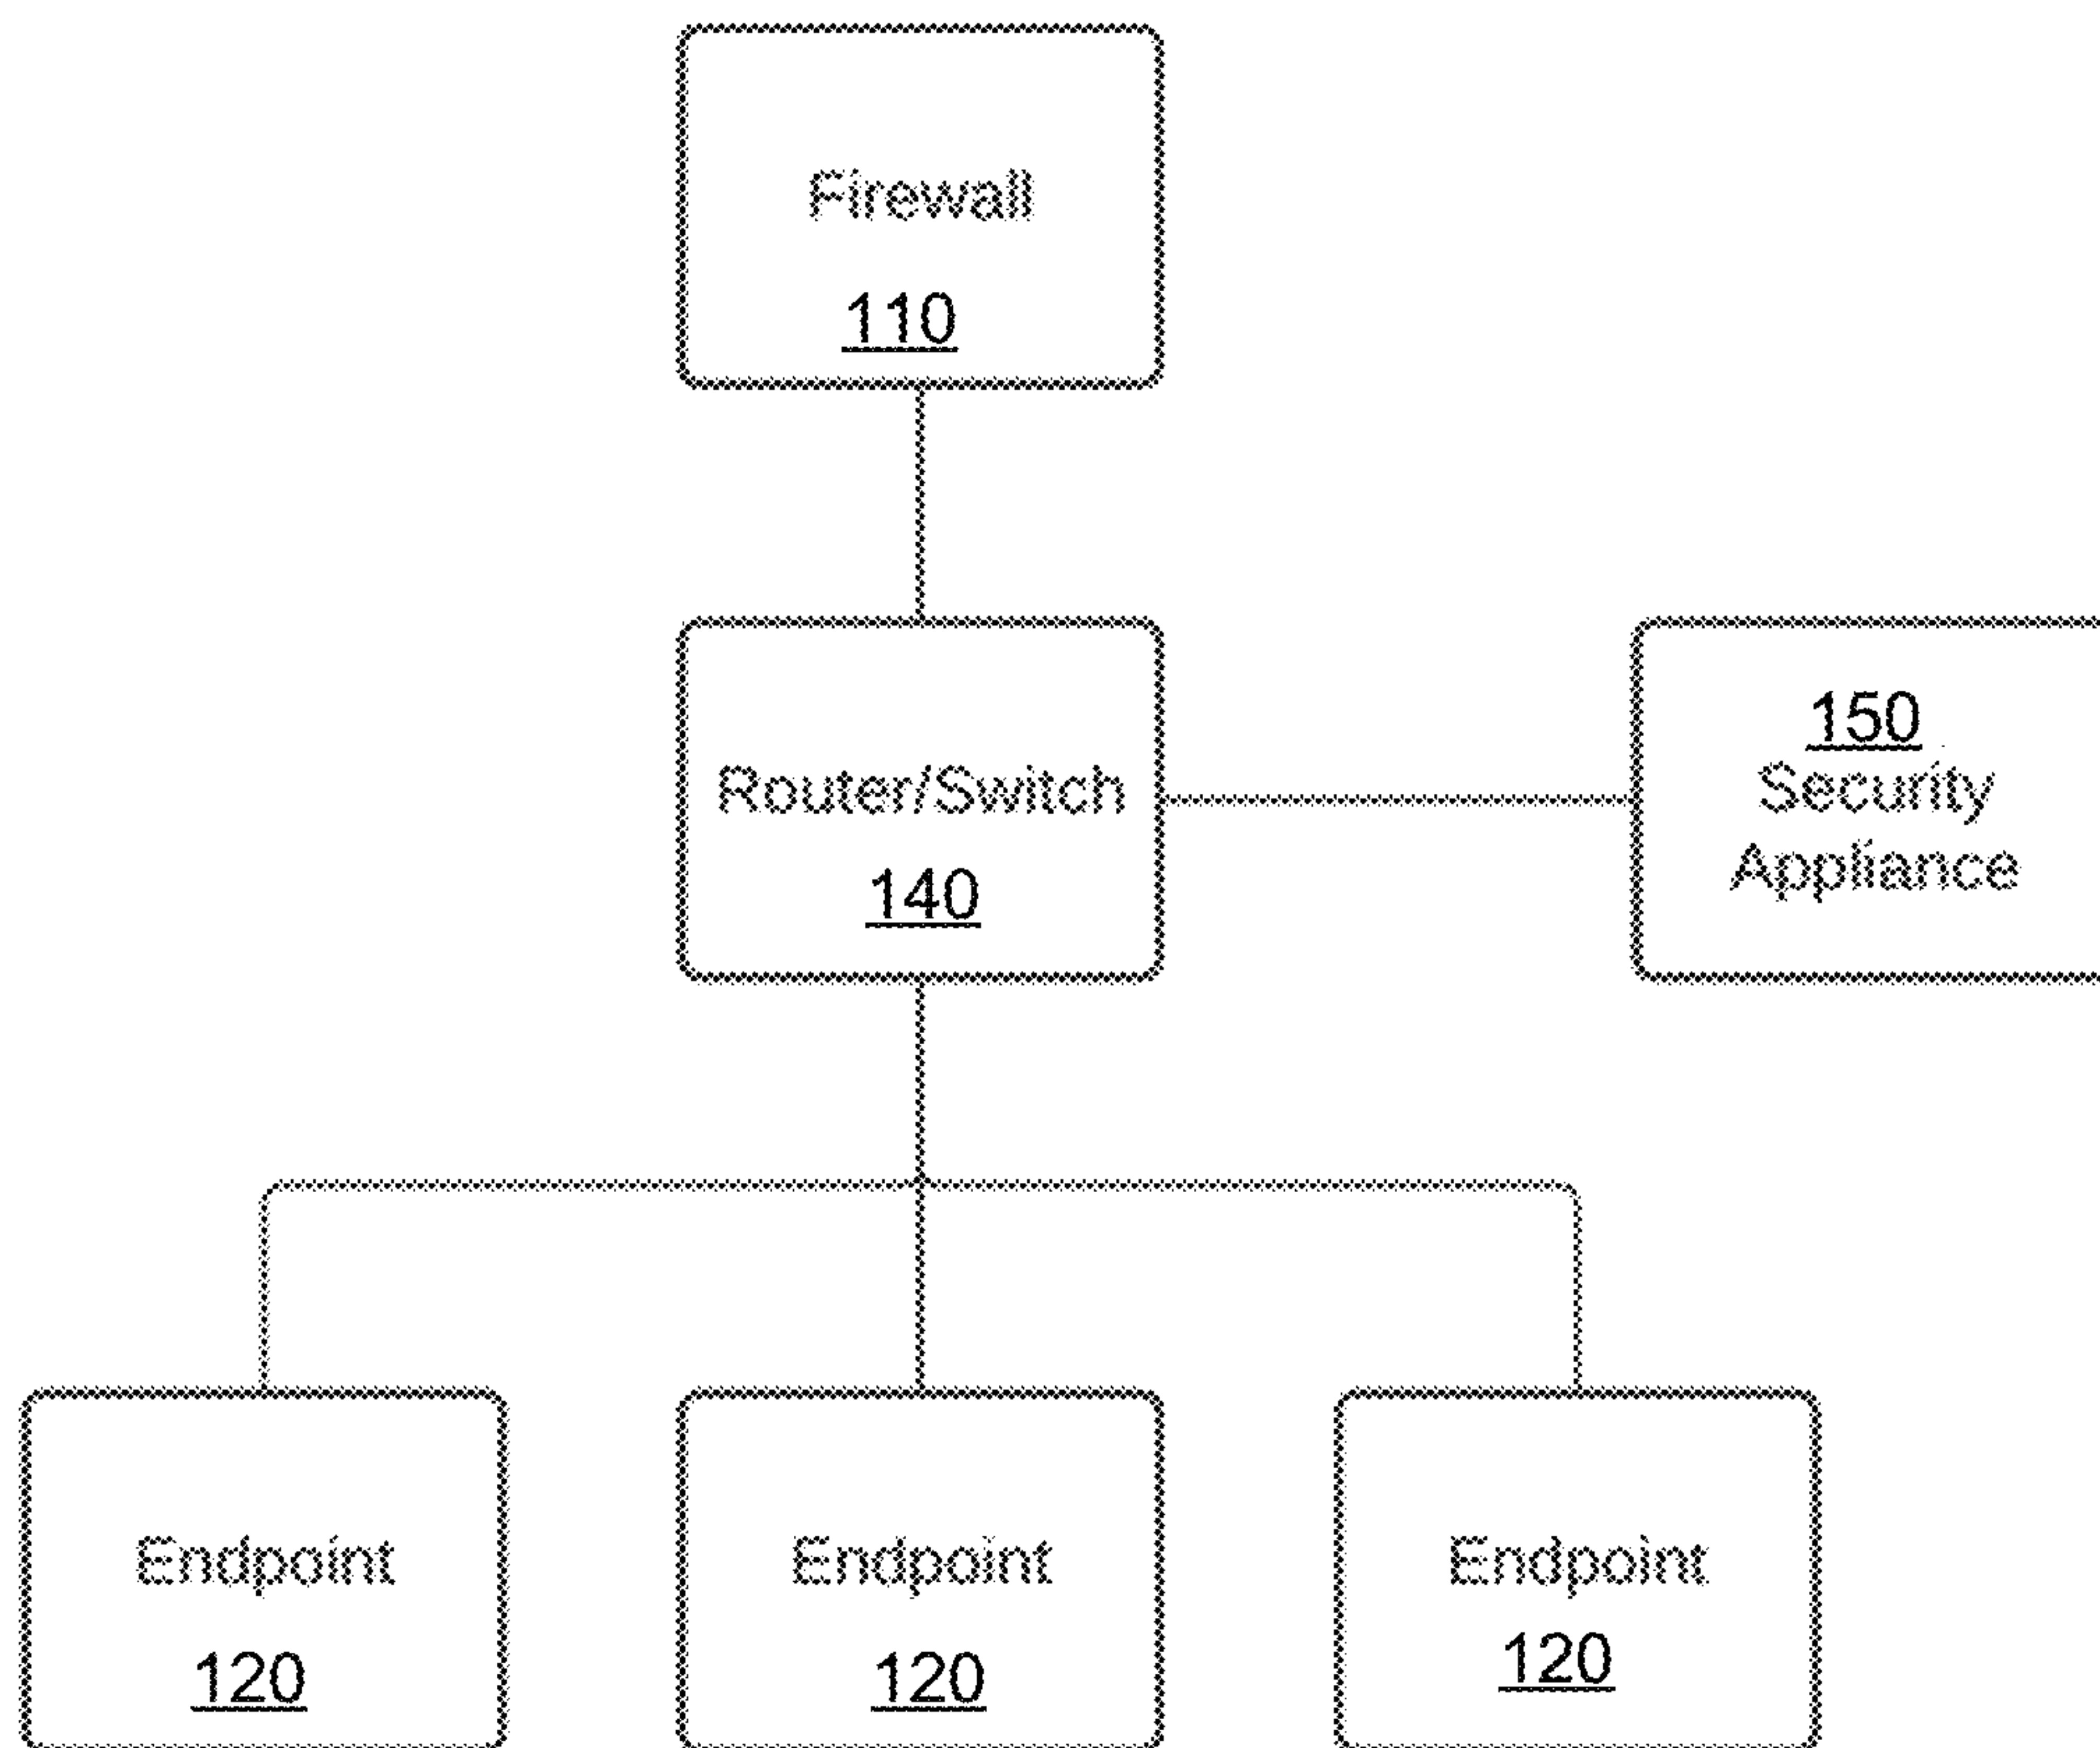 Firewall
110
Router/Switch
140
150
Security
Appliance
Endpoint
120
Endpoint
120
Endpoint
120